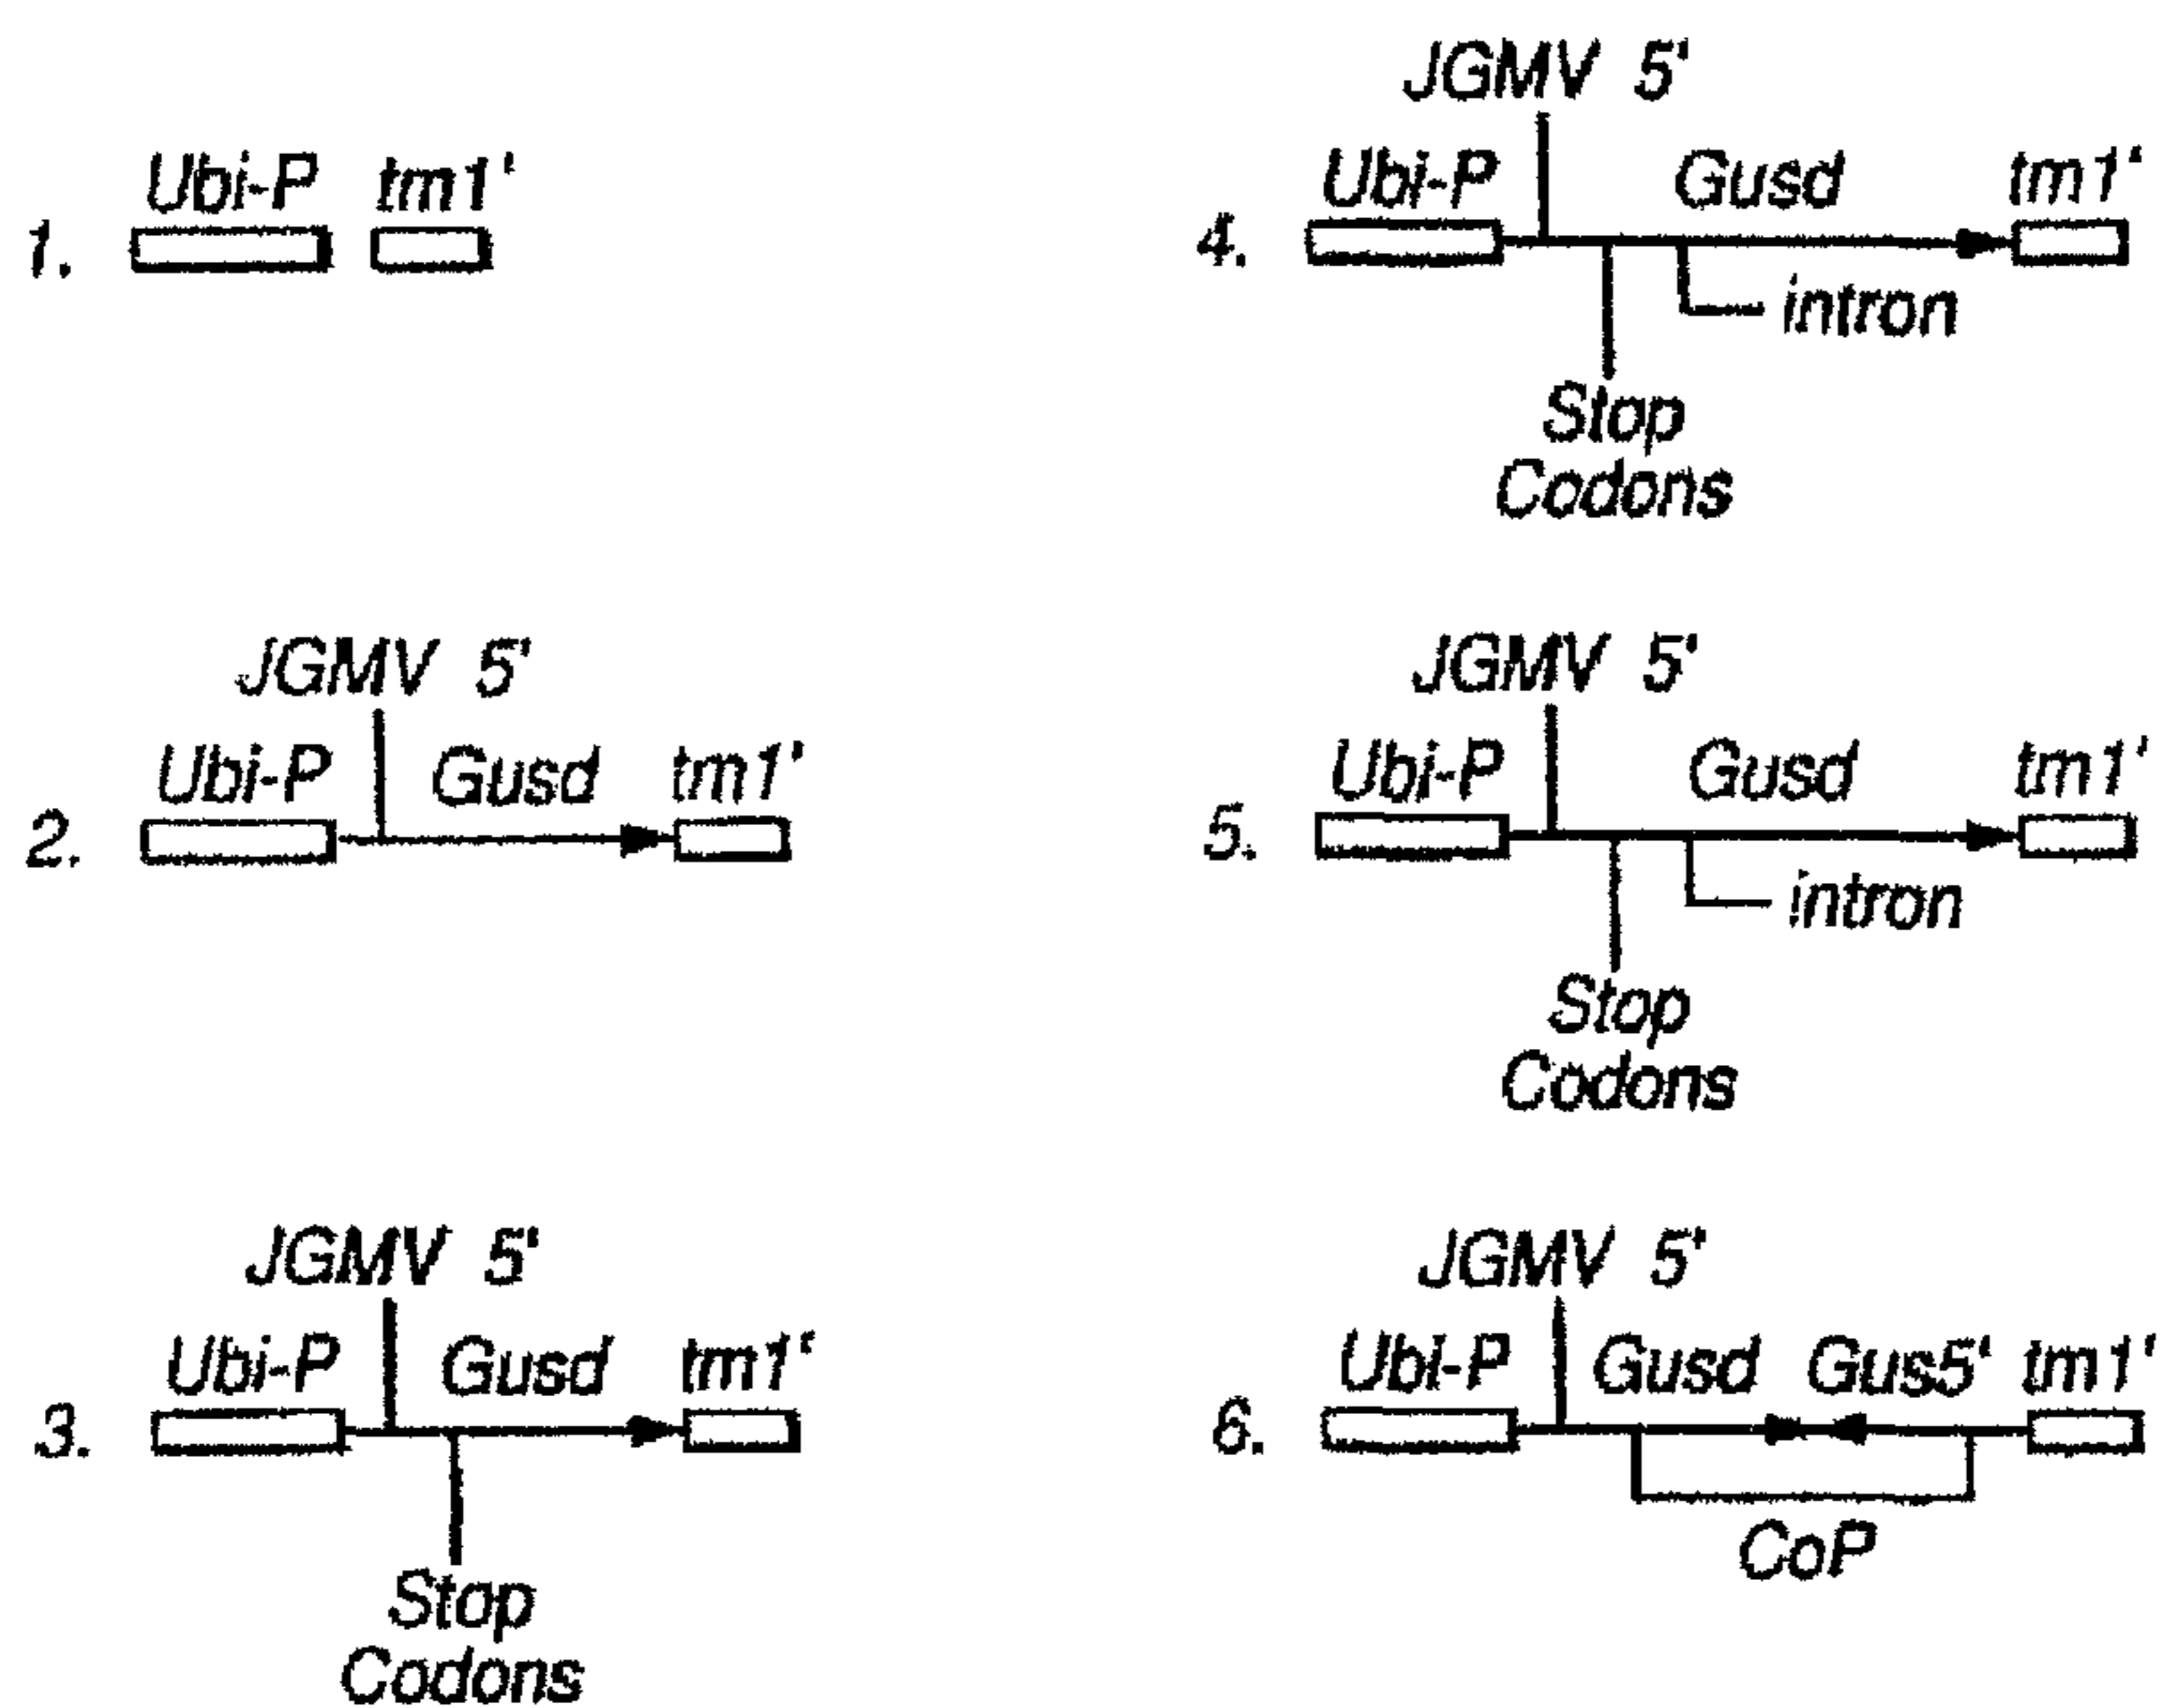 1. Ubi-P tm1'
JGMV 5'
2. Ubi-P Gusd tm1'
JGMV 5'
3. Ubi-P Gusd tm1'
Stop
Codons
JGMV 5'
4. Ubi-P Gusd tm1'
intron
Stop
Codons
JGMV 5'
5. Ubi-P Gusd tm1'
intron
Stop
Codons
JGMV 5'
6. Ubi-P Gusd Gus5' tm1'
CoP